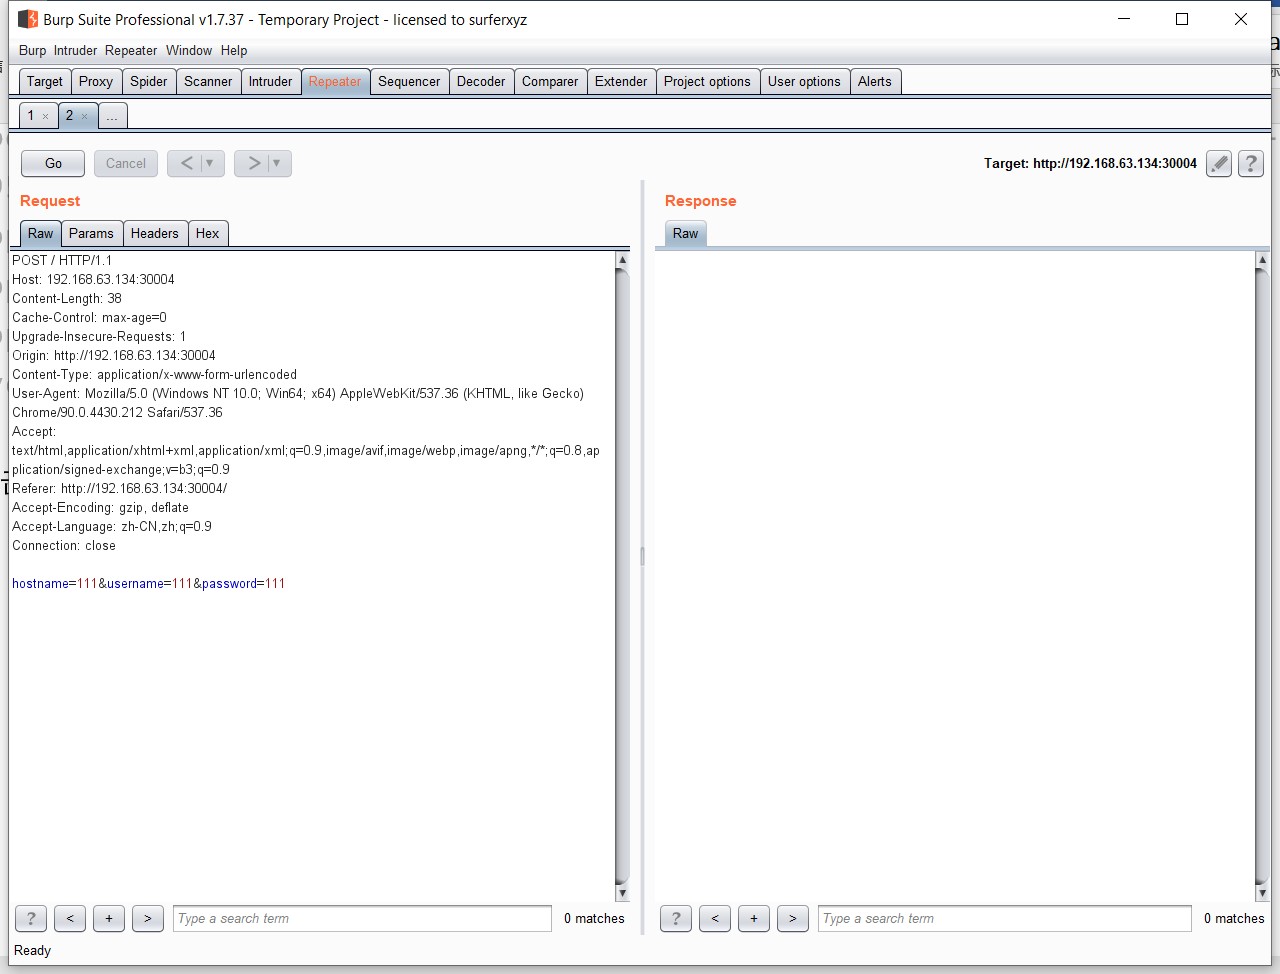 Burp Suite Professional v1.7.37 - Temporary Project - licensed to surferxyz
Burp Intruder Repeater Window Help
Target Proxy Spider Scanner Intruder Repeater Sequencer Decoder Comparer Extender Project options User options Alerts
1 × 2 × ...
Go Cancel < | ▼ > | ▼ Target: http://192.168.63.134:30004 ?
Request
Raw Params Headers Hex
POST / HTTP/1.1
Host: 192.168.63.134:30004
Content-Length: 38
Cache-Control: max-age=0
Upgrade-Insecure-Requests: 1
Origin: http://192.168.63.134:30004
Content-Type: application/x-www-form-urlencoded
User-Agent: Mozilla/5.0 (Windows NT 10.0; Win64; x64) AppleWebKit/537.36 (KHTML, like Gecko)
Chrome/90.0.4430.212 Safari/537.36
Accept:
text/html,application/xhtml+xml,application/xml;q=0.9,image/avif,image/webp,image/apng,*/*;q=0.8,ap
plication/signed-exchange;v=b3;q=0.9
Referer: http://192.168.63.134:30004/
Accept-Encoding: gzip, deflate
Accept-Language: zh-CN,zh;q=0.9
Connection: close
hostname=111&username=111&password=111
? < + > Type a search term 0 matches
Response
Raw
? < + > Type a search term 0 matches
Ready